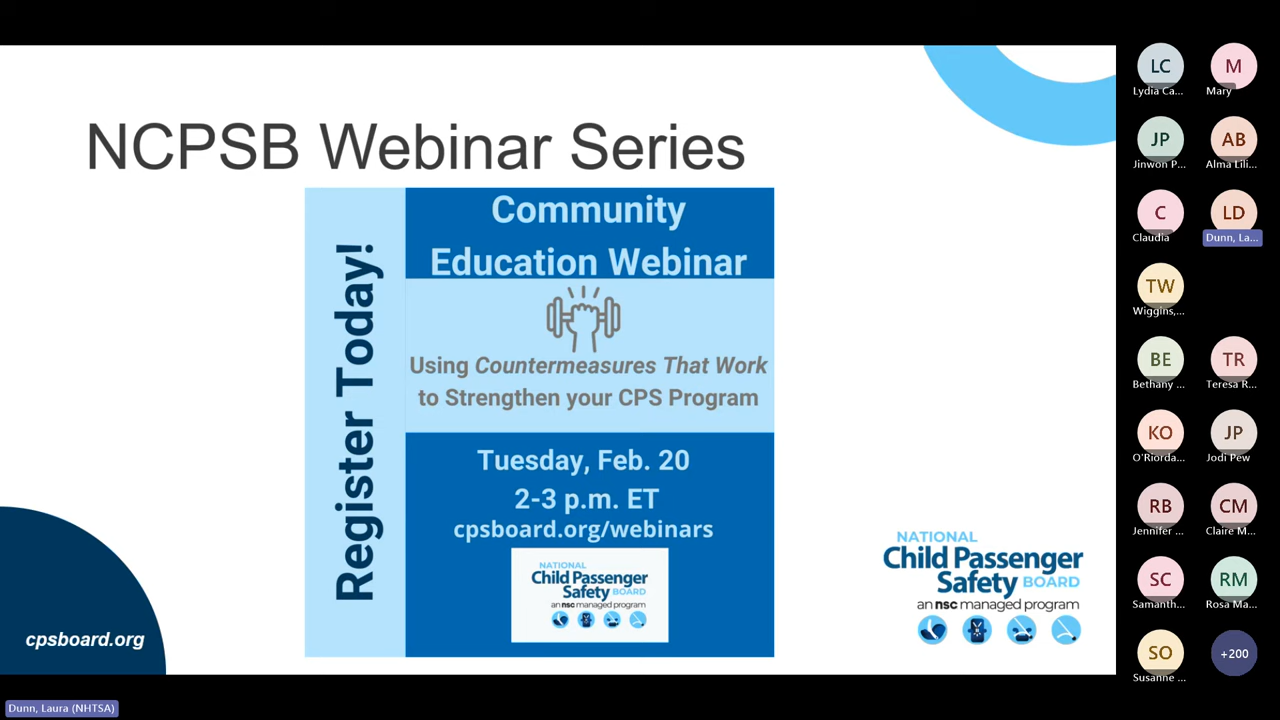 NCPSB Webinar Series
Register Today!
Community
Education Webinar
Using Countermeasures That Work
to Strengthen your CPS Program
Tuesday, Feb. 20
2-3 p.m. ET
cpsboard.org/webinars
NATIONAL
Child Passenger
Safety BOARD
an nsc managed program
cpsboard.org
NATIONAL
Child Passenger
Safety BOARD
an nsc managed program
LC
Lydia Ca...
M
Mary
JP
Jinwon P...
AB
Alma Lili...
C
Claudia
LD
Dunn, La...
TW
Wiggins,...
BE
Bethany ...
TR
Teresa R...
KO
O'Riorda...
JP
Jodi Pew
RB
Jennifer ...
CM
Claire M...
SC
Samanth...
RM
Rosa Ma...
SO
Susanne ...
+200
Dunn, Laura (NHTSA)